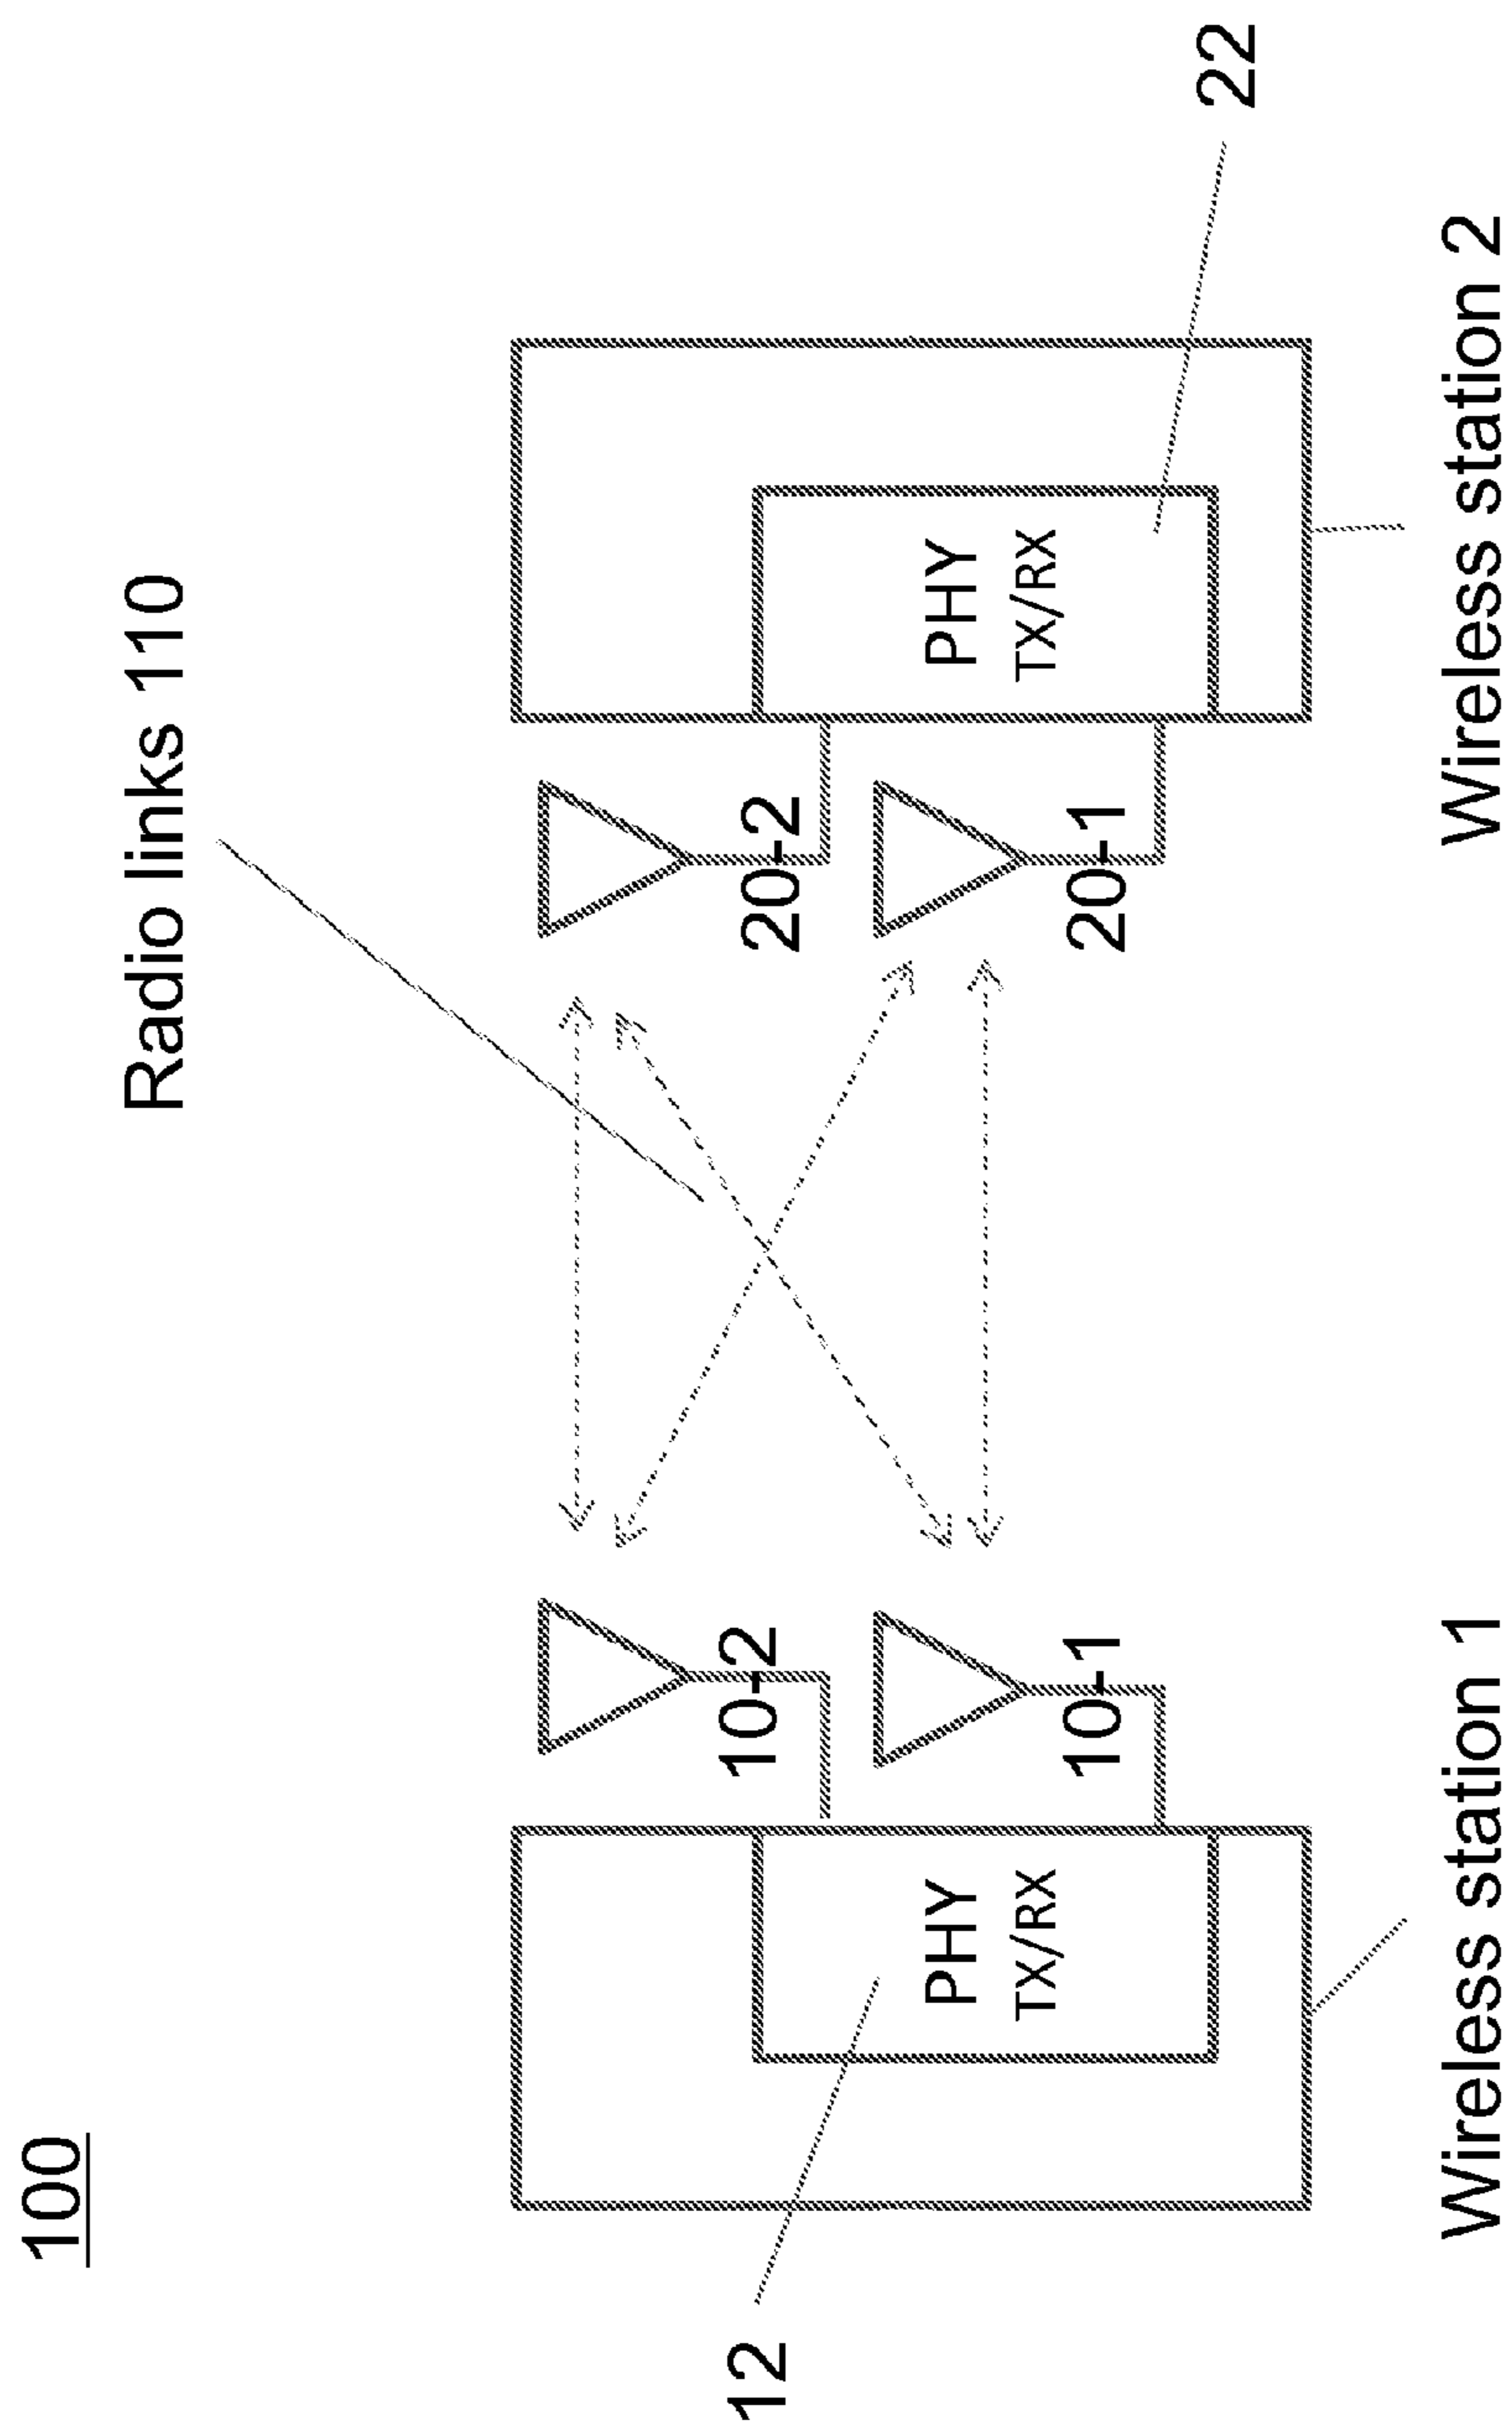 100
Radio links 110
10-2
20-2
10-1
20-1
12
PHY
TX/RX
PHY
TX/RX
22
Wireless station 1
Wireless station 2